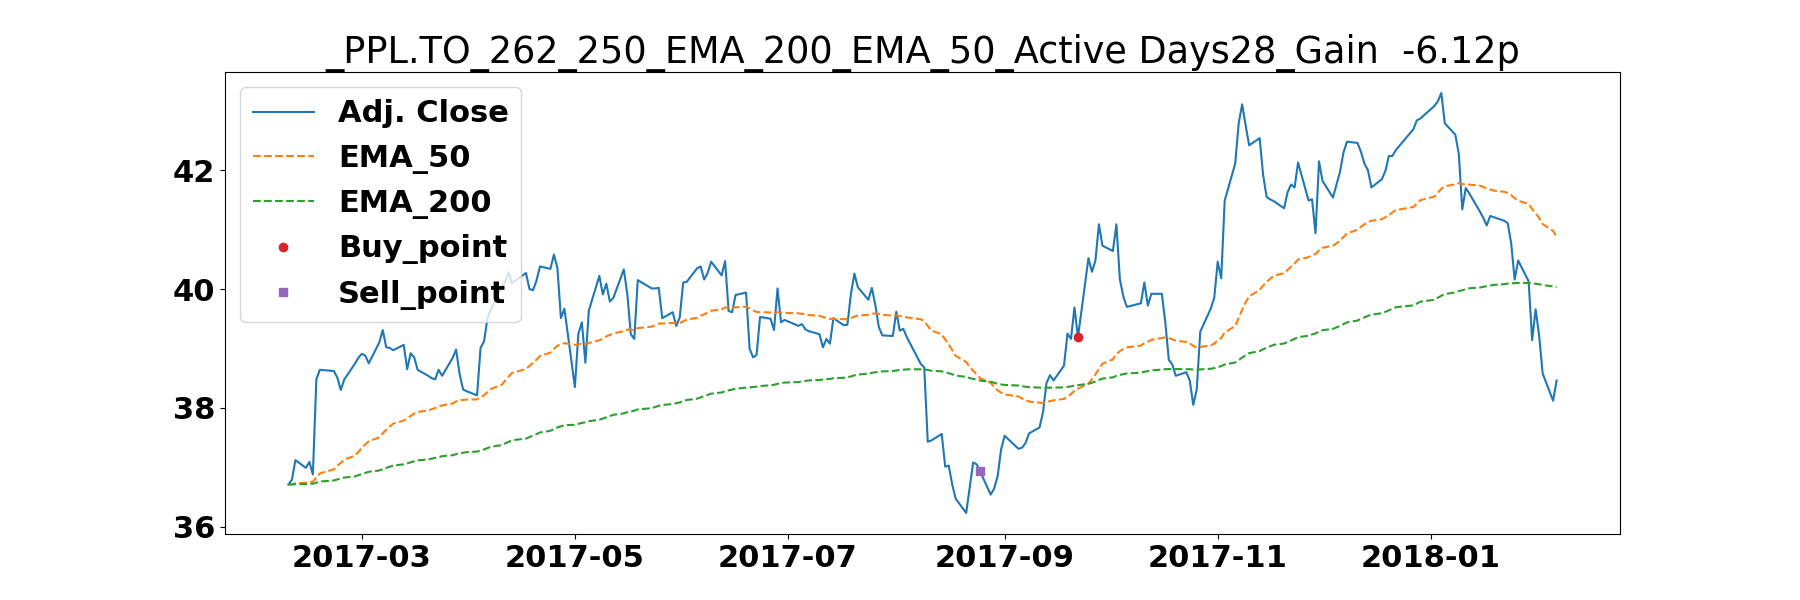 _PPL.TO_262_250_EMA_200_EMA_50_Active Days28_Gain  -6.12p
Adj. Close
EMA_50
EMA_200
Buy_point
Sell_point
42
40
38
36
2017-03 2017-05 2017-07 2017-09 2017-11 2018-01